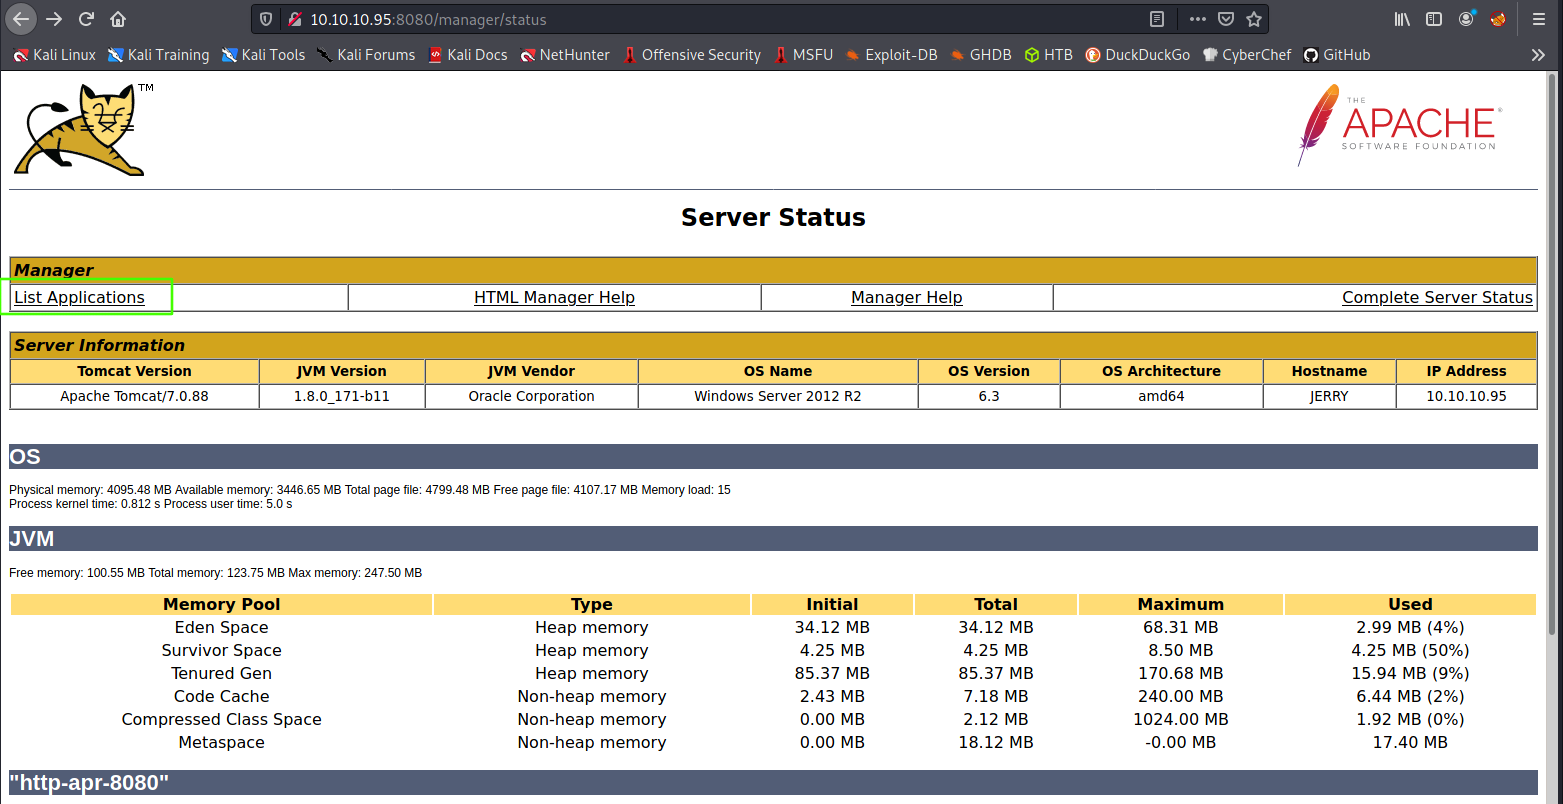 10.10.10.95:8080/manager/status
Kali Linux Kali Training Kali Tools Kali Forums Kali Docs NetHunter Offensive Security MSFU Exploit-DB GHDB HTB DuckDuckGo CyberChef GitHub
TM
THE
APACHE®
SOFTWARE FOUNDATION
Server Status
Manager
List Applications HTML Manager Help Manager Help Complete Server Status
Server Information
Tomcat Version JVM Version JVM Vendor OS Name OS Version OS Architecture Hostname IP Address
Apache Tomcat/7.0.88 1.8.0_171-b11 Oracle Corporation Windows Server 2012 R2 6.3 amd64 JERRY 10.10.10.95
OS
Physical memory: 4095.48 MB Available memory: 3446.65 MB Total page file: 4799.48 MB Free page file: 4107.17 MB Memory load: 15
Process kernel time: 0.812 s Process user time: 5.0 s
JVM
Free memory: 100.55 MB Total memory: 123.75 MB Max memory: 247.50 MB
Memory Pool Type Initial Total Maximum Used
Eden Space Heap memory 34.12 MB 34.12 MB 68.31 MB 2.99 MB (4%)
Survivor Space Heap memory 4.25 MB 4.25 MB 8.50 MB 4.25 MB (50%)
Tenured Gen Heap memory 85.37 MB 85.37 MB 170.68 MB 15.94 MB (9%)
Code Cache Non-heap memory 2.43 MB 7.18 MB 240.00 MB 6.44 MB (2%)
Compressed Class Space Non-heap memory 0.00 MB 2.12 MB 1024.00 MB 1.92 MB (0%)
Metaspace Non-heap memory 0.00 MB 18.12 MB -0.00 MB 17.40 MB
"http-apr-8080"